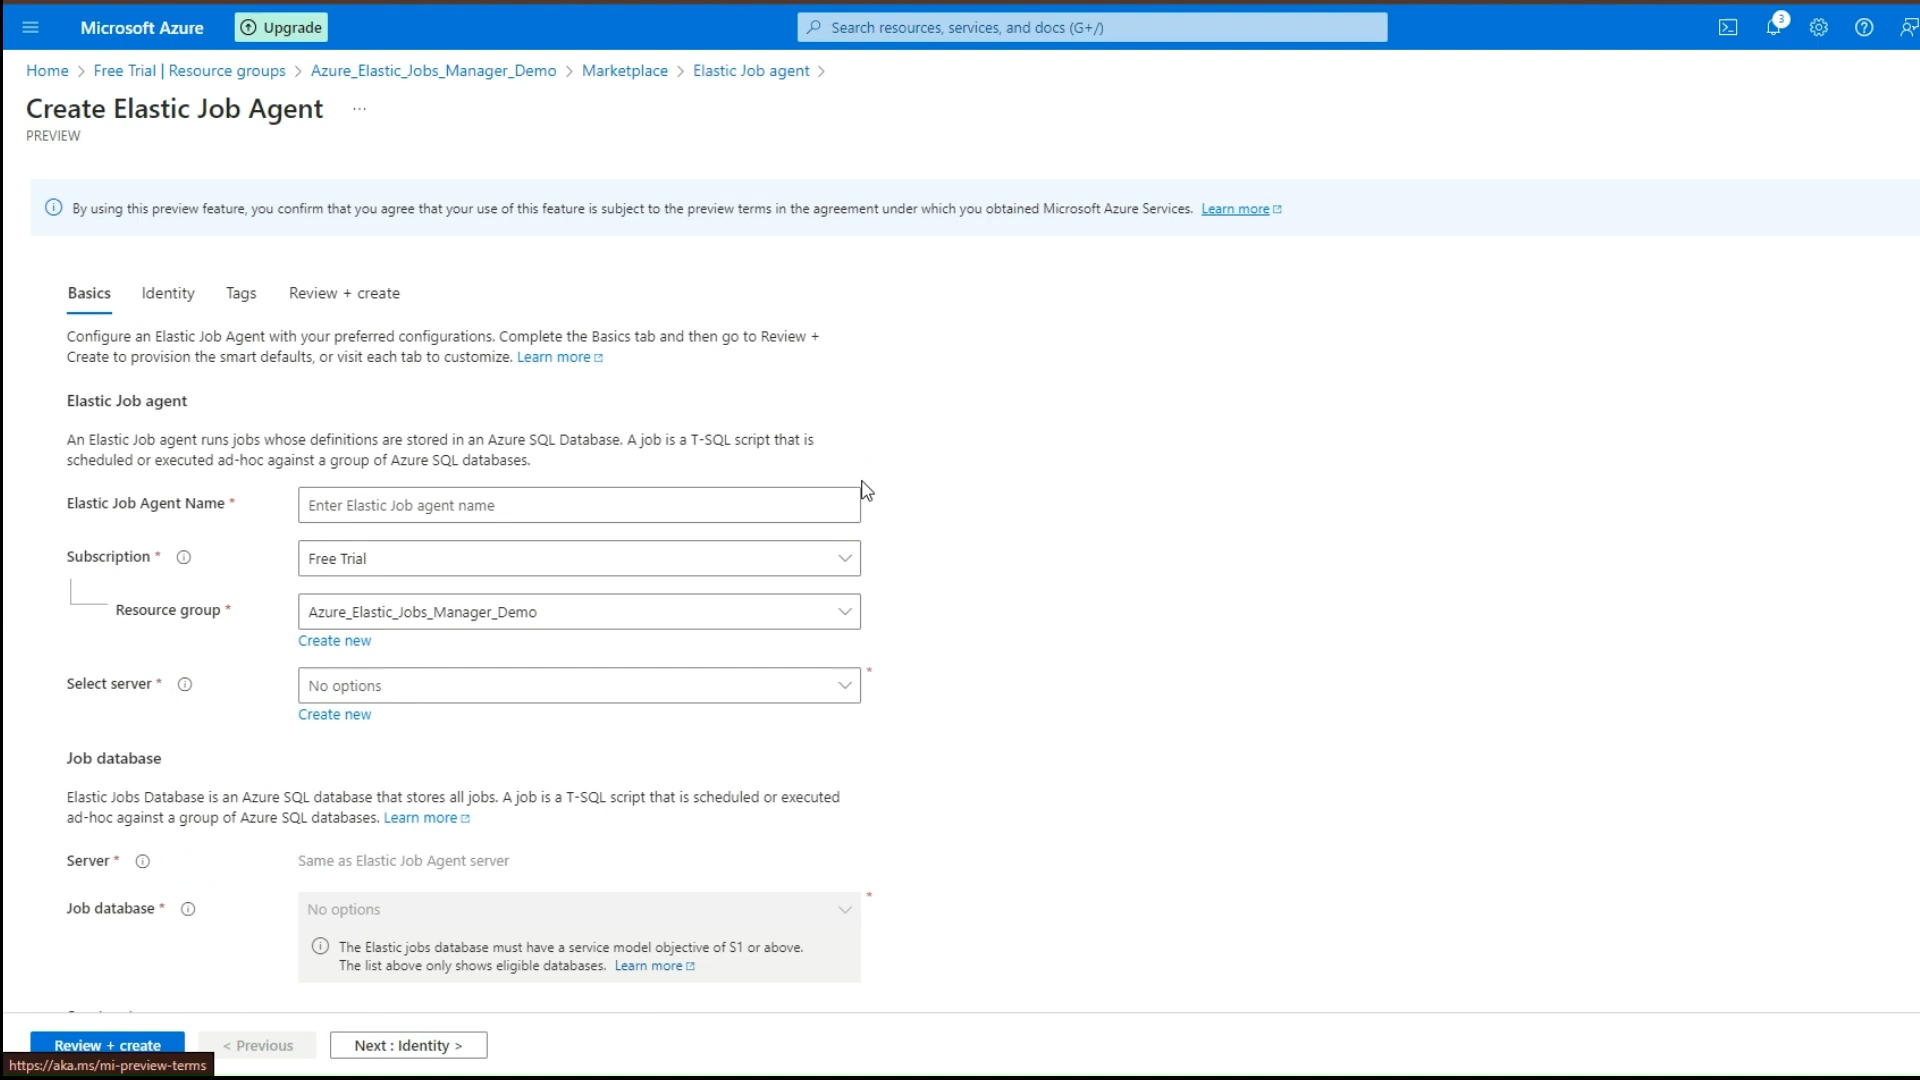 Microsoft Azure
Upgrade
Search resources, services, and docs (G+/)
3
Home > Free Trial | Resource groups > Azure_Elastic_Jobs_Manager_Demo > Marketplace > Elastic Job agent >
Create Elastic Job Agent ...
PREVIEW
By using this preview feature, you confirm that you agree that your use of this feature is subject to the preview terms in the agreement under which you obtained Microsoft Azure Services. Learn more
Basics Identity Tags Review + create
Configure an Elastic Job Agent with your preferred configurations. Complete the Basics tab and then go to Review +
Create to provision the smart defaults, or visit each tab to customize. Learn more
Elastic Job agent
An Elastic Job agent runs jobs whose definitions are stored in an Azure SQL Database. A job is a T-SQL script that is
scheduled or executed ad-hoc against a group of Azure SQL databases.
Elastic Job Agent Name * Enter Elastic Job agent name
Subscription * Free Trial
Resource group * Azure_Elastic_Jobs_Manager_Demo
Create new
Select server * No options *
Create new
Job database
Elastic Jobs Database is an Azure SQL database that stores all jobs. A job is a T-SQL script that is scheduled or executed
ad-hoc against a group of Azure SQL databases. Learn more
Server * Same as Elastic Job Agent server
Job database * No options *
The Elastic jobs database must have a service model objective of S1 or above.
The list above only shows eligible databases. Learn more
Review + create < Previous Next : Identity >
https://aka.ms/mi-preview-terms